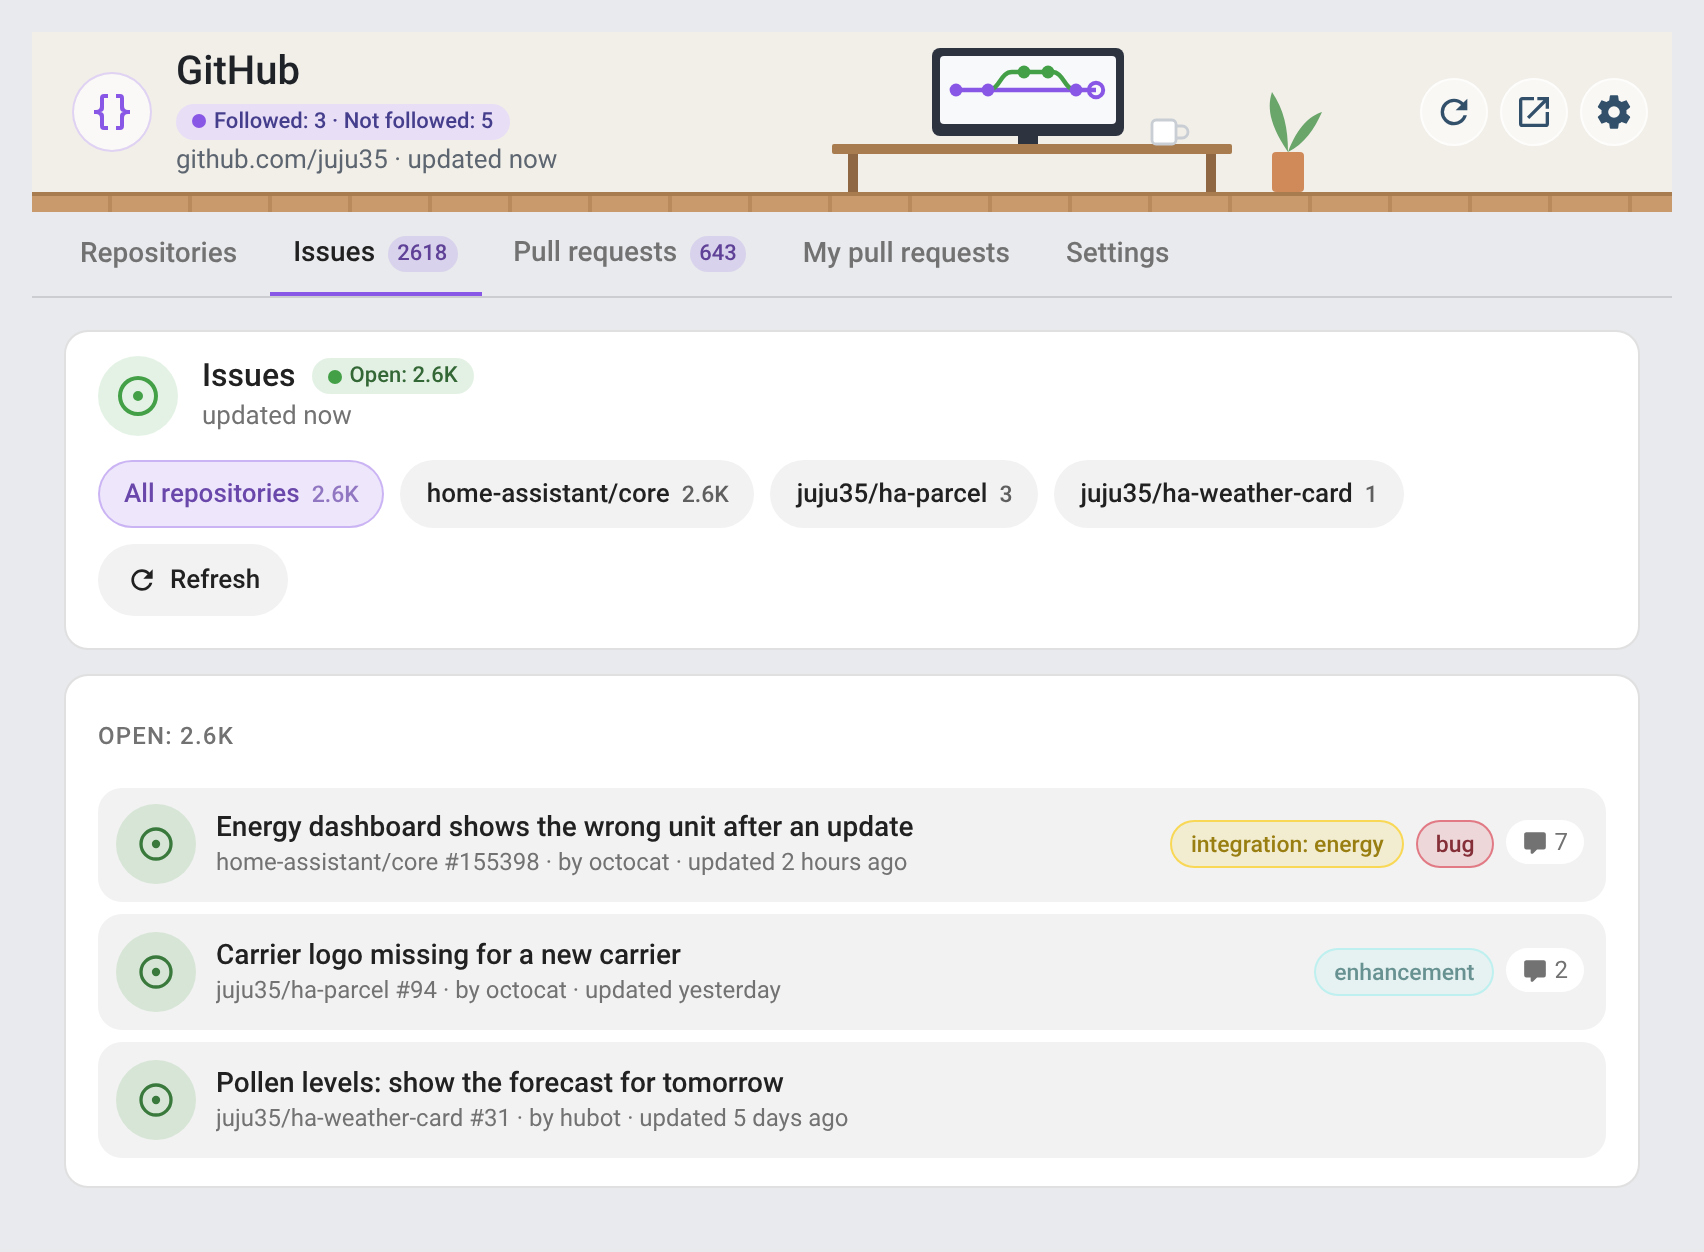 GitHub
Followed: 3 · Not followed: 5
github.com/juju35 · updated now
Repositories
Issues 2618
Pull requests 643
My pull requests
Settings
Issues
Open: 2.6K
updated now
All repositories 2.6K
home-assistant/core 2.6K
juju35/ha-parcel 3
juju35/ha-weather-card 1
Refresh
OPEN: 2.6K
Energy dashboard shows the wrong unit after an update
home-assistant/core #155398 · by octocat · updated 2 hours ago
integration: energy
bug
7
Carrier logo missing for a new carrier
juju35/ha-parcel #94 · by octocat · updated yesterday
enhancement
2
Pollen levels: show the forecast for tomorrow
juju35/ha-weather-card #31 · by hubot · updated 5 days ago